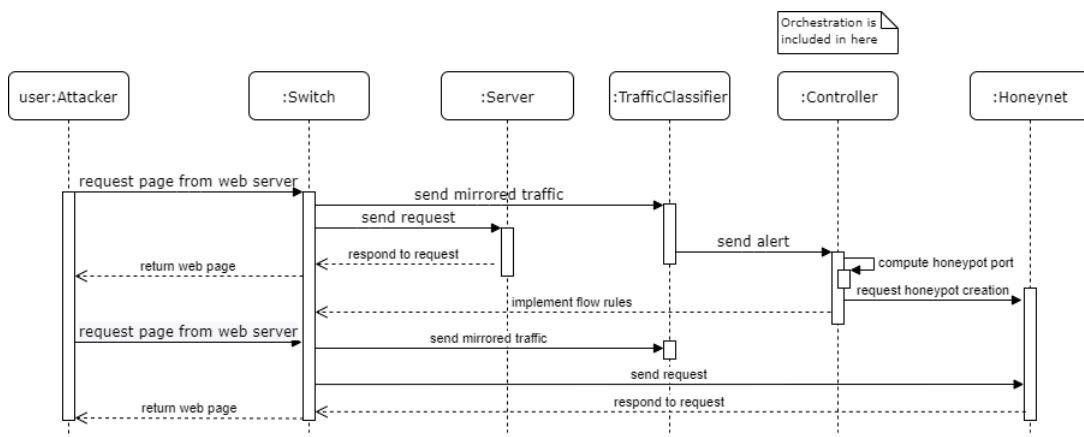 Orchestration is
included in here
user:Attacker
:Switch
:Server
:TrafficClassifier
:Controller
:Honeynet
request page from web server
send mirrored traffic
send request
send alert
respond to request
compute honeypot port
return web page
request honeypot creation
implement flow rules
request page from web server
send mirrored traffic
send request
respond to request
return web page